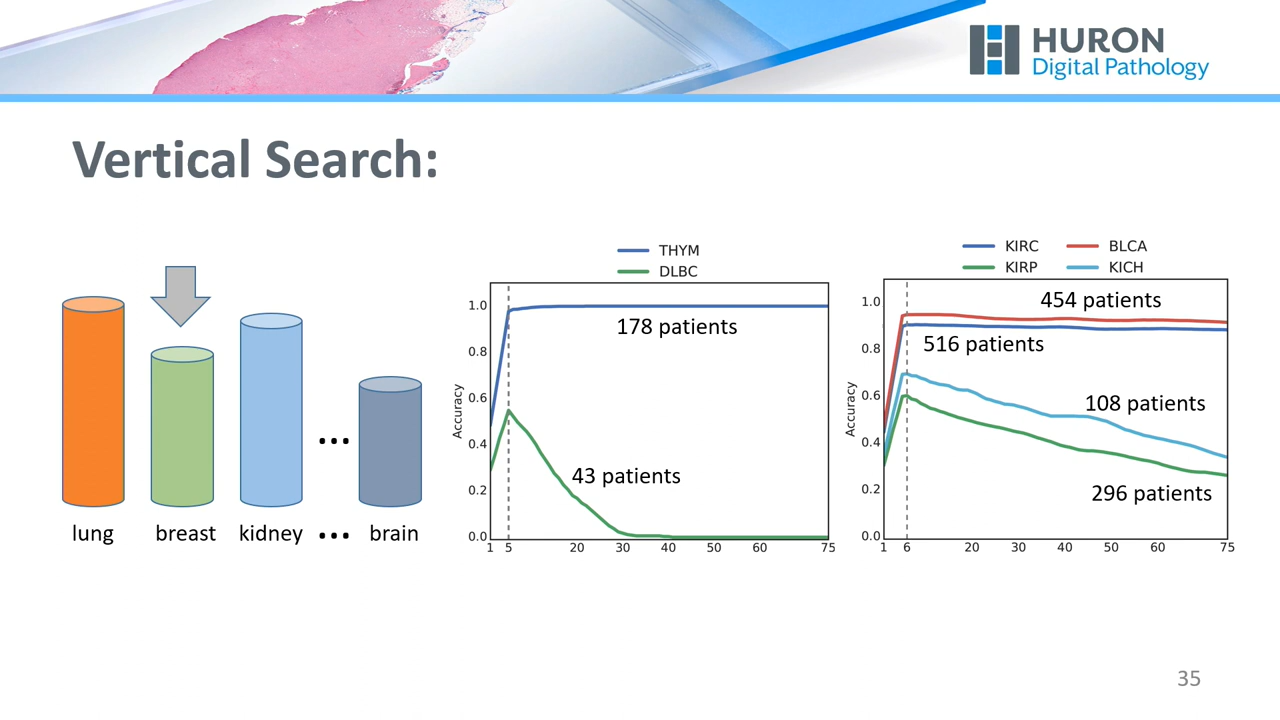 HURON
Digital Pathology
Vertical Search:
lung
breast
kidney
...
brain
THYM
DLBC
Accuracy
1.0
0.8
0.6
0.4
0.2
0.0
178 patients
43 patients
1 5 20 30 40 50 60 75
KIRC BLCA
KIRP KICH
Accuracy
1.0
0.8
0.6
0.4
0.2
0.0
454 patients
516 patients
108 patients
296 patients
1 6 20 30 40 50 60 75
35